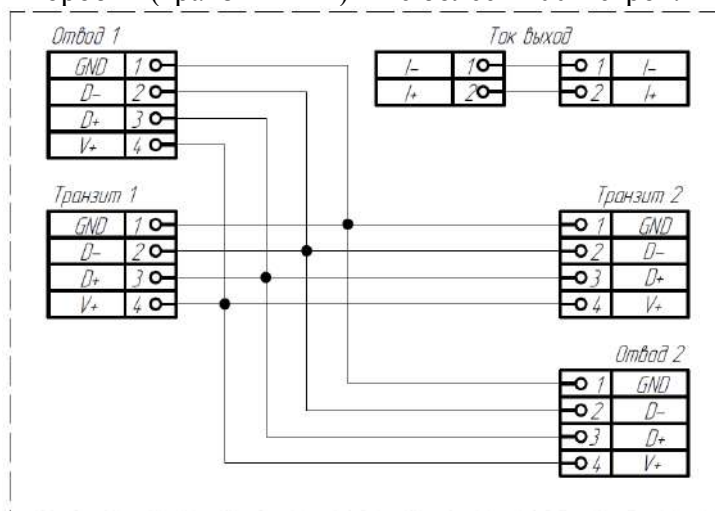 Отвод 1
GND 1
D- 2
D+ 3
V+ 4
Ток выход
I- 1 1 I-
I+ 2 2 I+
Транзит 1
GND 1
D- 2
D+ 3
V+ 4
Транзит 2
1 GND
2 D-
3 D+
4 V+
Отвод 2
1 GND
2 D-
3 D+
4 V+